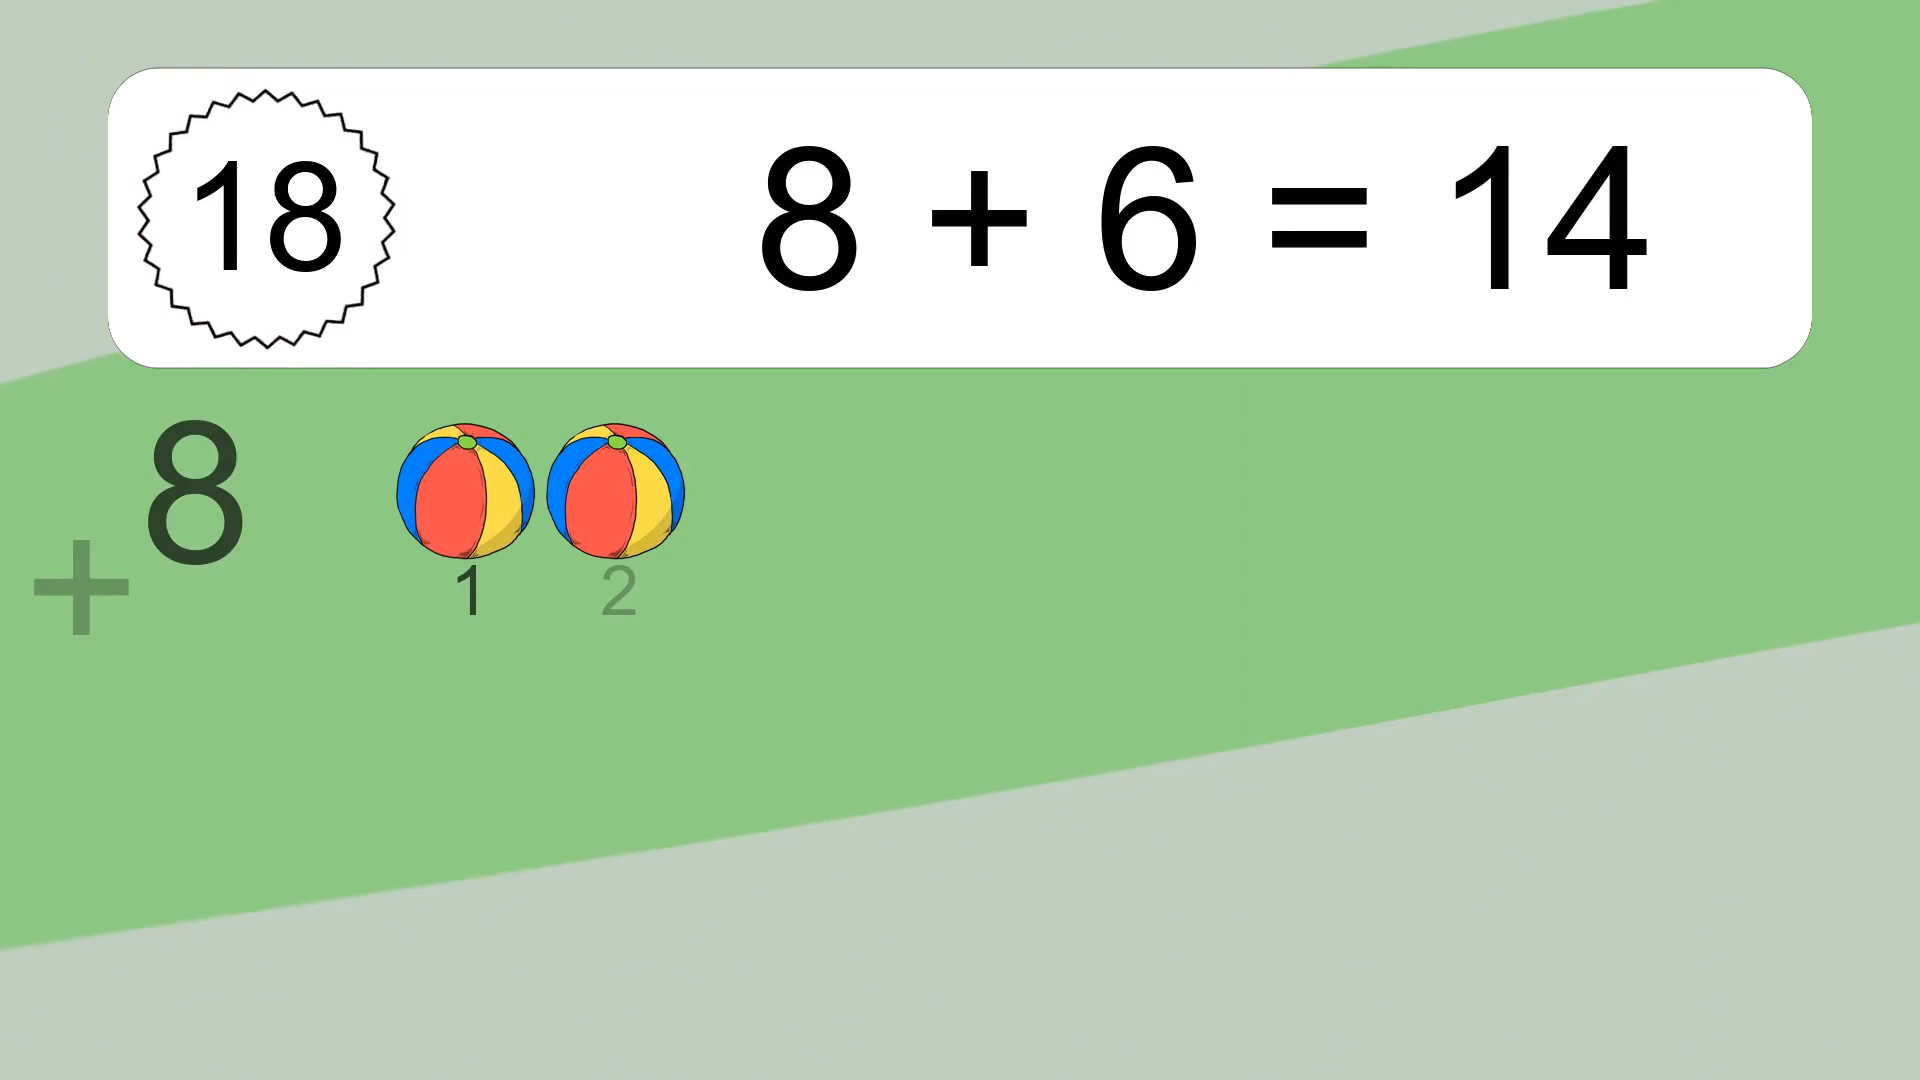 18 8 + 6 = 14
8
+
1 2